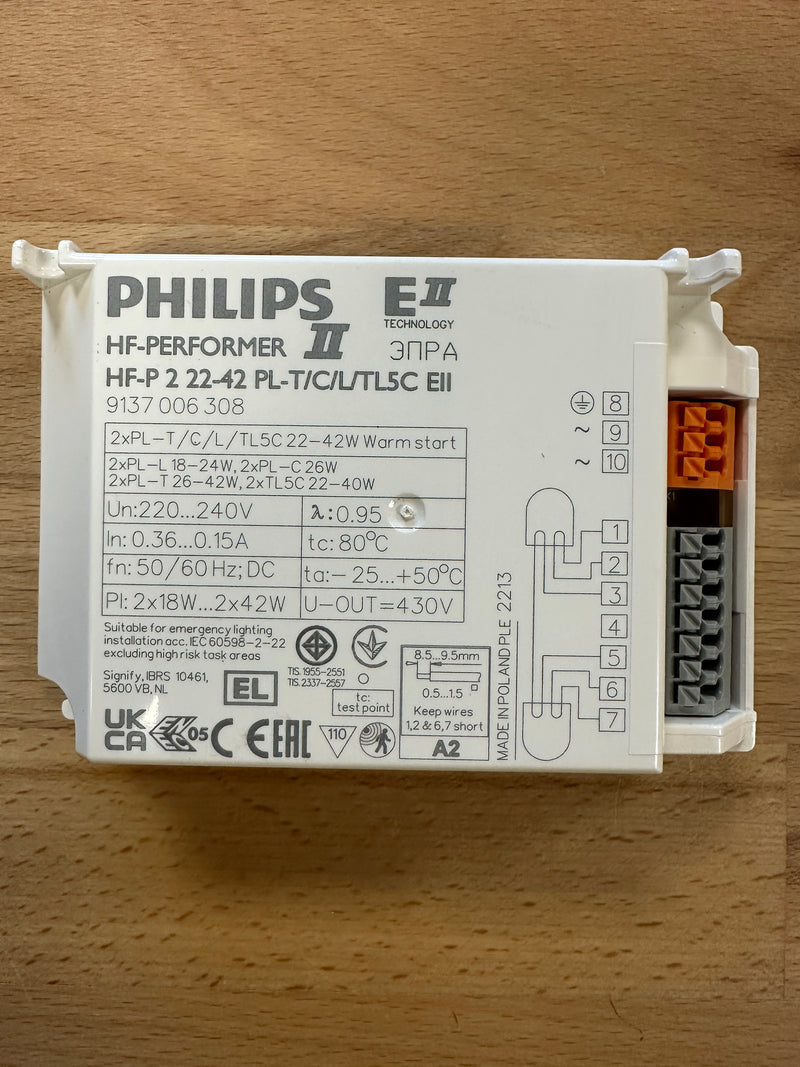 PHILIPS
E II
TECHNOLOGY
HF-PERFORMER II
ЭПРА
HF-P 2 22-42 PL-T/C/L/TL5C EII
9137 006 308
2xPL-T/C/L/TL5C 22-42W Warm start
2xPL-L 18-24W, 2xPL-C 26W
2xPL-T 26-42W, 2xTL5C 22-40W
Un:220...240V
λ:0.95
In: 0.36...0.15A
tc: 80°C
fn: 50/60 Hz; DC
ta:- 25...+50°C
Pl: 2x18W...2x42W
U-OUT=430V
Suitable for emergency lighting
installation acc. IEC 60598-2-22
excluding high risk task areas
Signify, IBRS 10461,
5600 VB, NL
EL
TIS. 1955-2551
TIS. 2337-2557
tc:
test point
8.5...9.5mm
0.5...1.5 □
Keep wires
1,2 & 6,7 short
A2
UK
CA
ENEC 05
C
CE
EAC
110
MADE IN POLAND PLE 2213
8
~ 9
~ 10
1
2
3
4
5
6
7